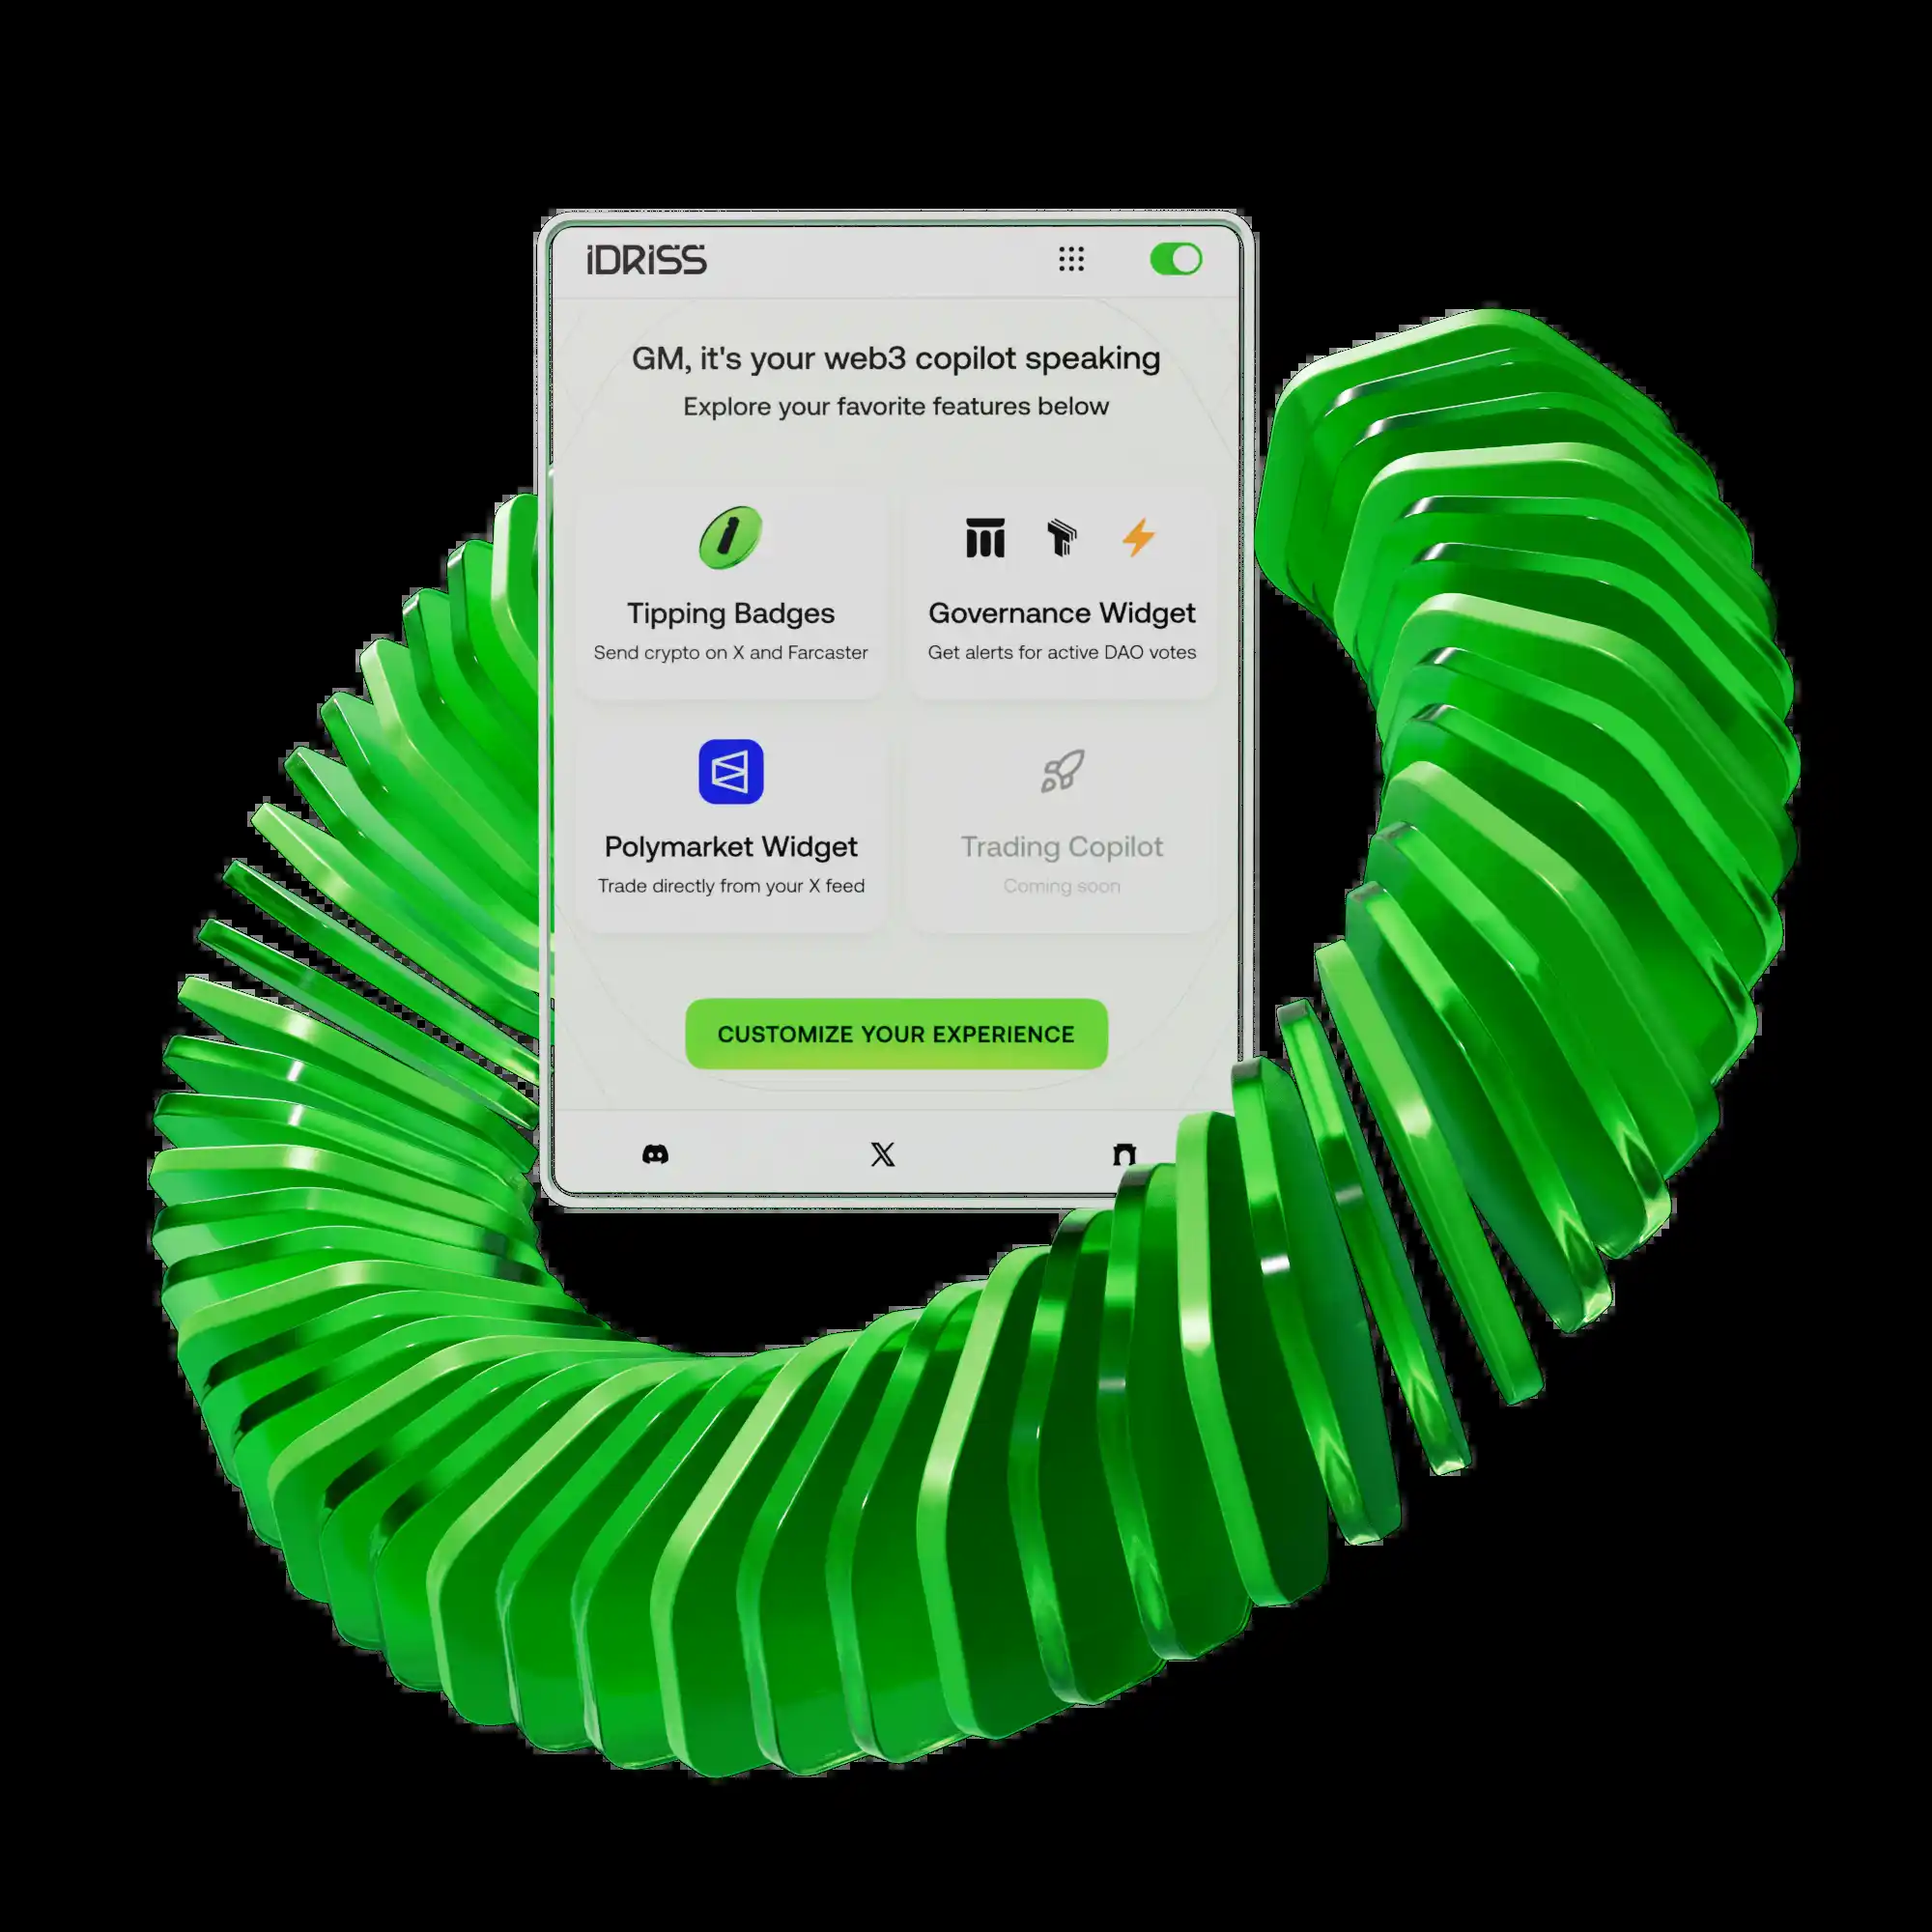 iDRiSS
GM, it's your web3 copilot speaking
Explore your favorite features below
Tipping Badges
Send crypto on X and Farcaster
Governance Widget
Get alerts for active DAO votes
Polymarket Widget
Trade directly from your X feed
Trading Copilot
Coming soon
CUSTOMIZE YOUR EXPERIENCE